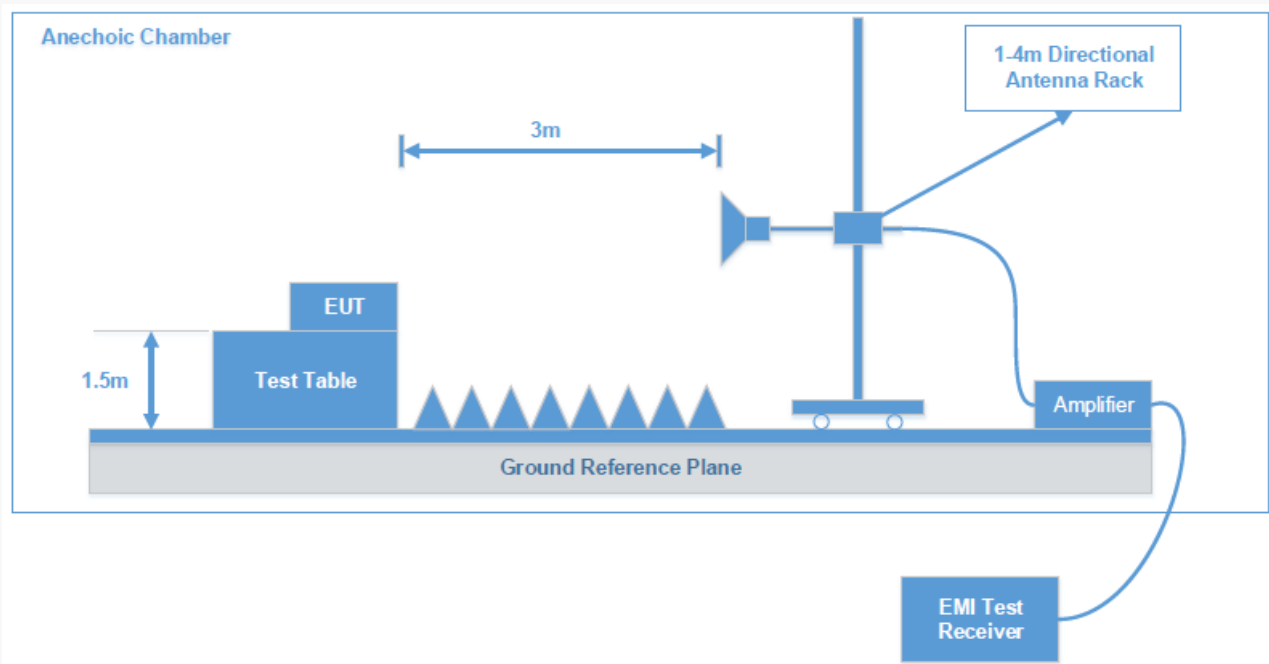 Anechoic Chamber
1-4m Directional
Antenna Rack
3m
EUT
1.5m
Test Table
Amplifier
Ground Reference Plane
EMI Test
Receiver